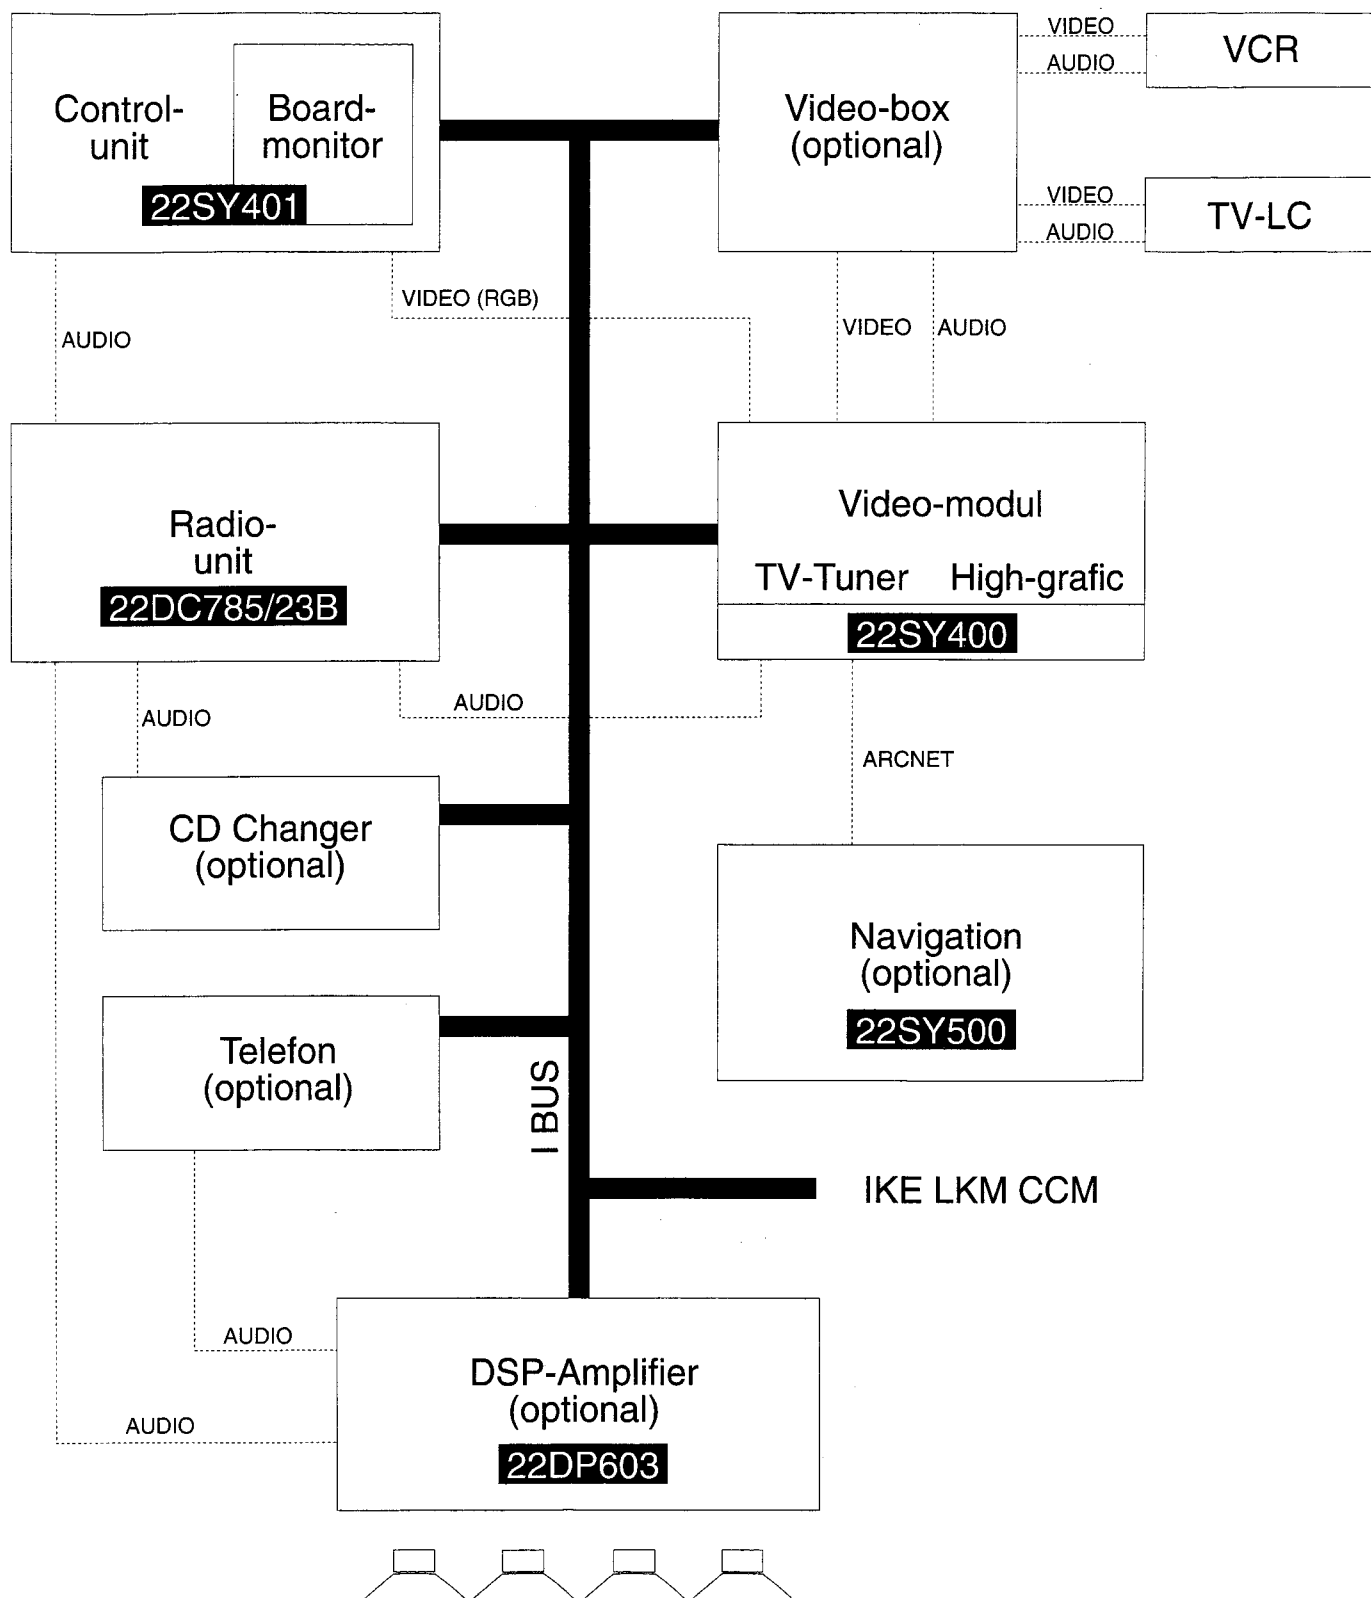 Control-
unit
Board-
monitor
22SY401
Video-box
(optional)
VIDEO
AUDIO
VCR
VIDEO
AUDIO
TV-LC
AUDIO
VIDEO (RGB)
VIDEO
AUDIO
Radio-
unit
22DC785/23B
Video-modul
TV-Tuner High-grafic
22SY400
AUDIO
AUDIO
ARCNET
CD Changer
(optional)
Navigation
(optional)
22SY500
Telefon
(optional)
I BUS
IKE LKM CCM
AUDIO
AUDIO
DSP-Amplifier
(optional)
22DP603